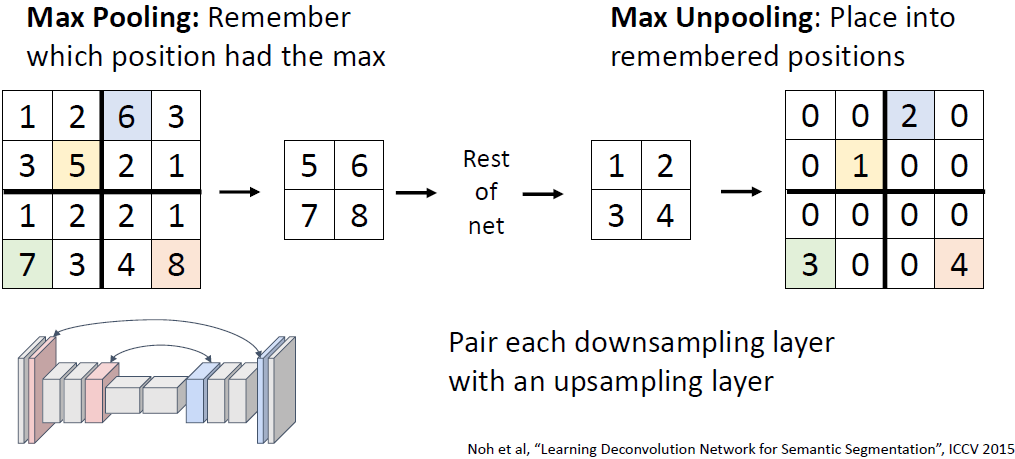 Max Pooling: Remember
which position had the max
Max Unpooling: Place into
remembered positions
1 2 6 3
3 5 2 1
1 2 2 1
7 3 4 8
5 6
7 8
Rest
of
net
1 2
3 4
0 0 2 0
0 1 0 0
0 0 0 0
3 0 0 4
Pair each downsampling layer
with an upsampling layer
Noh et al, “Learning Deconvolution Network for Semantic Segmentation”, ICCV 2015